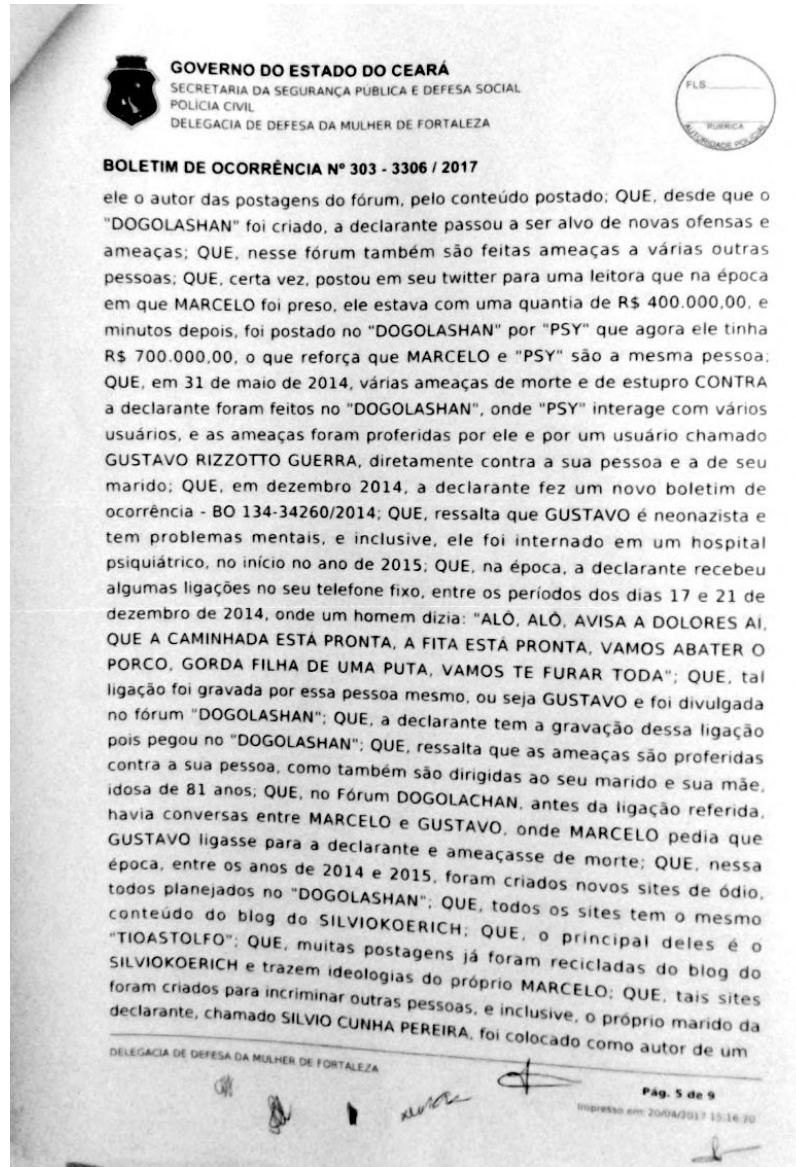 GOVERNO DO ESTADO DO CEARÁ
SECRETARIA DA SEGURANÇA PÚBLICA E DEFESA SOCIAL
POLÍCIA CIVIL
DELEGACIA DE DEFESA DA MULHER DE FORTALEZA
FLS.
RUBRICA
AUTORIDADE POLICIAL
BOLETIM DE OCORRÊNCIA Nº 303 - 3306 / 2017
ele o autor das postagens do fórum, pelo conteúdo postado; QUE, desde que o
"DOGOLASHAN" foi criado, a declarante passou a ser alvo de novas ofensas e
ameaças; QUE, nesse fórum também são feitas ameaças a várias outras
pessoas; QUE, certa vez, postou em seu twitter para uma leitora que na época
em que MARCELO foi preso, ele estava com uma quantia de R$ 400.000,00, e
minutos depois, foi postado no "DOGOLASHAN" por "PSY" que agora ele tinha
R$ 700.000,00, o que reforça que MARCELO e "PSY" são a mesma pessoa;
QUE, em 31 de maio de 2014, várias ameaças de morte e de estupro CONTRA
a declarante foram feitos no "DOGOLASHAN", onde "PSY" interage com vários
usuários, e as ameaças foram proferidas por ele e por um usuário chamado
GUSTAVO RIZZOTTO GUERRA, diretamente contra a sua pessoa e a de seu
marido; QUE, em dezembro 2014, a declarante fez um novo boletim de
ocorrência - BO 134-34260/2014; QUE, ressalta que GUSTAVO é neonazista e
tem problemas mentais, e inclusive, ele foi internado em um hospital
psiquiátrico, no início no ano de 2015; QUE, na época, a declarante recebeu
algumas ligações no seu telefone fixo, entre os períodos dos dias 17 e 21 de
dezembro de 2014, onde um homem dizia: "ALÔ, ALÔ, AVISA A DOLORES AI,
QUE A CAMINHADA ESTÁ PRONTA, A FITA ESTÁ PRONTA, VAMOS ABATER O
PORCO, GORDA FILHA DE UMA PUTA, VAMOS TE FURAR TODA"; QUE, tal
ligação foi gravada por essa pessoa mesmo, ou seja GUSTAVO e foi divulgada
no fórum "DOGOLASHAN"; QUE, a declarante tem a gravação dessa ligação
pois pegou no "DOGOLASHAN"; QUE, ressalta que as ameaças são proferidas
contra a sua pessoa, como também são dirigidas ao seu marido e sua mãe,
idosa de 81 anos; QUE, no Fórum DOGOLACHAN, antes da ligação referida,
havia conversas entre MARCELO e GUSTAVO, onde MARCELO pedia que
GUSTAVO ligasse para a declarante e ameaçasse de morte; QUE, nessa
época, entre os anos de 2014 e 2015, foram criados novos sites de ódio,
todos planejados no "DOGOLASHAN"; QUE, todos os sites tem o mesmo
conteúdo do blog do SILVIOKOERICH; QUE, o principal deles é o
"TIOASTOLFO"; QUE, muitas postagens já foram recicladas do blog do
SILVIOKOERICH e trazem ideologias do próprio MARCELO; QUE, tais sites
foram criados para incriminar outras pessoas, e inclusive, o próprio marido da
declarante, chamado SILVIO CUNHA PEREIRA, foi colocado como autor de um
DELEGACIA DE DEFESA DA MULHER DE FORTALEZA
Pág. 5 de 9
Impresso em: 20/04/2017 15:16:20